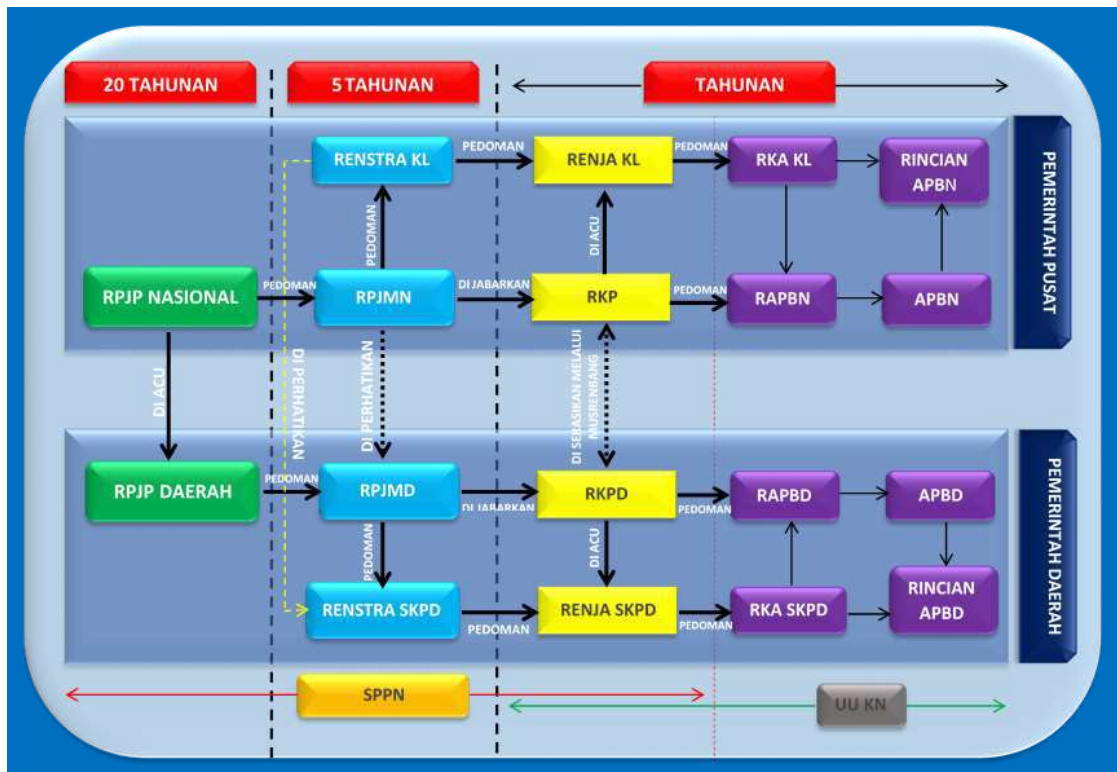 20 TAHUNAN
5 TAHUNAN
TAHUNAN
RENSTRA KL
PEDOMAN
RENJA KL
PEDOMAN
RKA KL
RINCIAN
APBN
PEDOMAN
DI ACU
RPJP NASIONAL
PEDOMAN
RPJMN
DI JABARKAN
RKP
PEDOMAN
RAPBN
APBN
PEMERINTAH PUSAT
DI ACU
DI PERHATIKAN
DI PERHATIKAN
DI SERASIKAN MELALUI
MUSRENBANG
RPJP DAERAH
PEDOMAN
RPJMD
DI JABARKAN
RKPD
PEDOMAN
RAPBD
APBD
PEDOMAN
DI ACU
RENSTRA SKPD
PEDOMAN
RENJA SKPD
PEDOMAN
RKA SKPD
RINCIAN
APBD
PEMERINTAH DAERAH
SPPN
UU KN